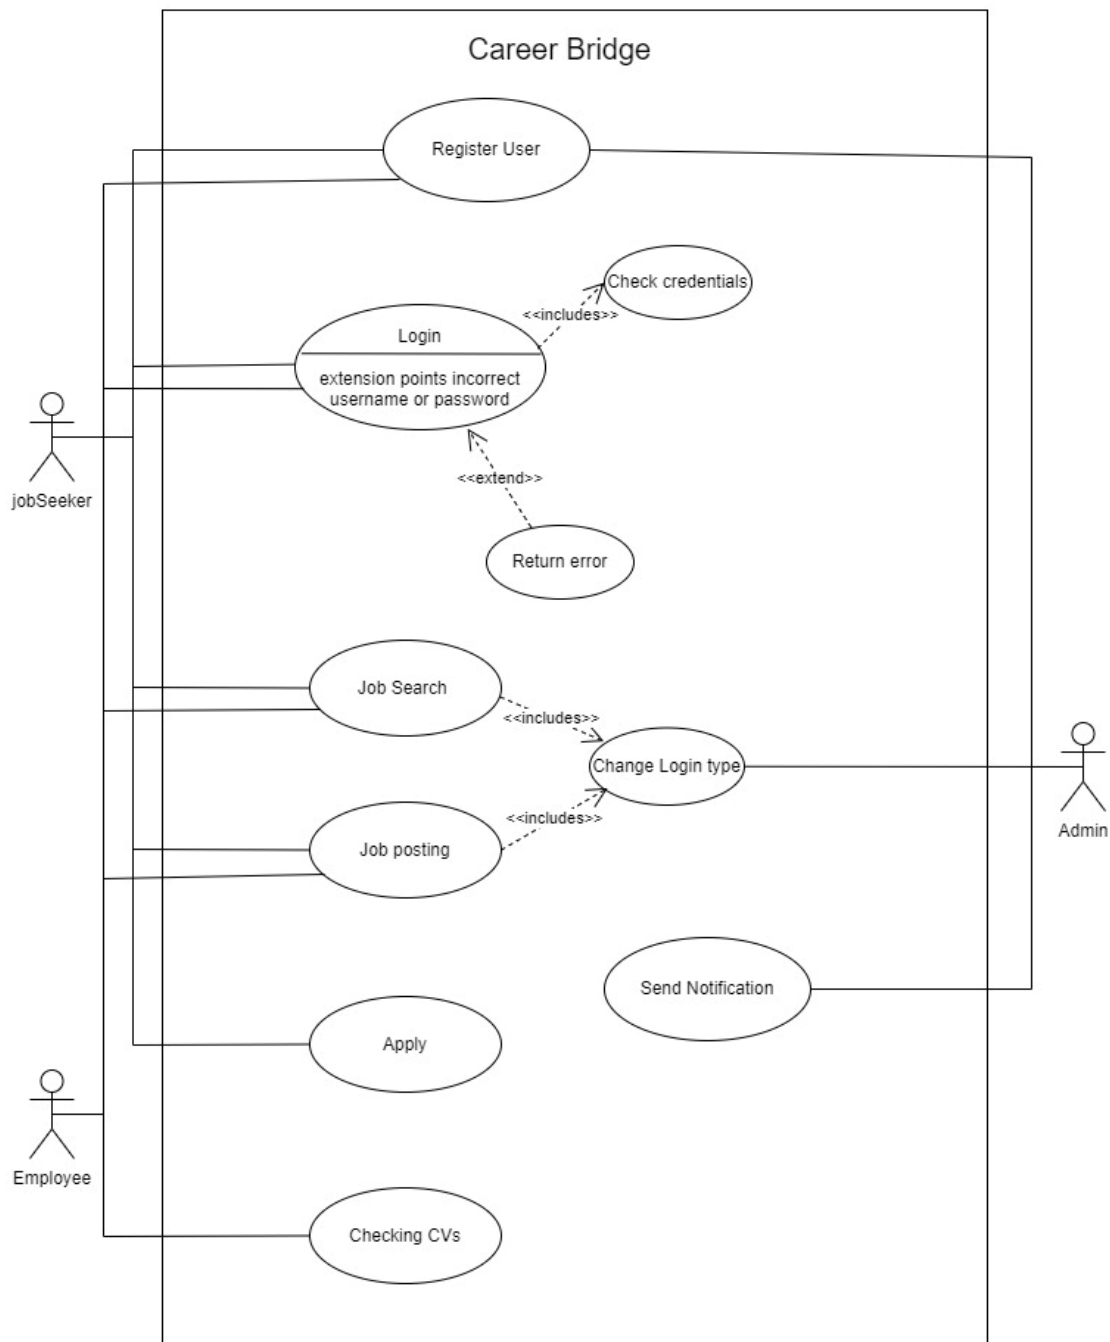 Career Bridge
Register User
Check credentials
<<includes>>
Login
extension points incorrect
username or password
jobSeeker
<<extend>>
Return error
Job Search
<<includes>>
Change Login type
<<includes>>
Admin
Job posting
Send Notification
Apply
Employee
Checking CVs